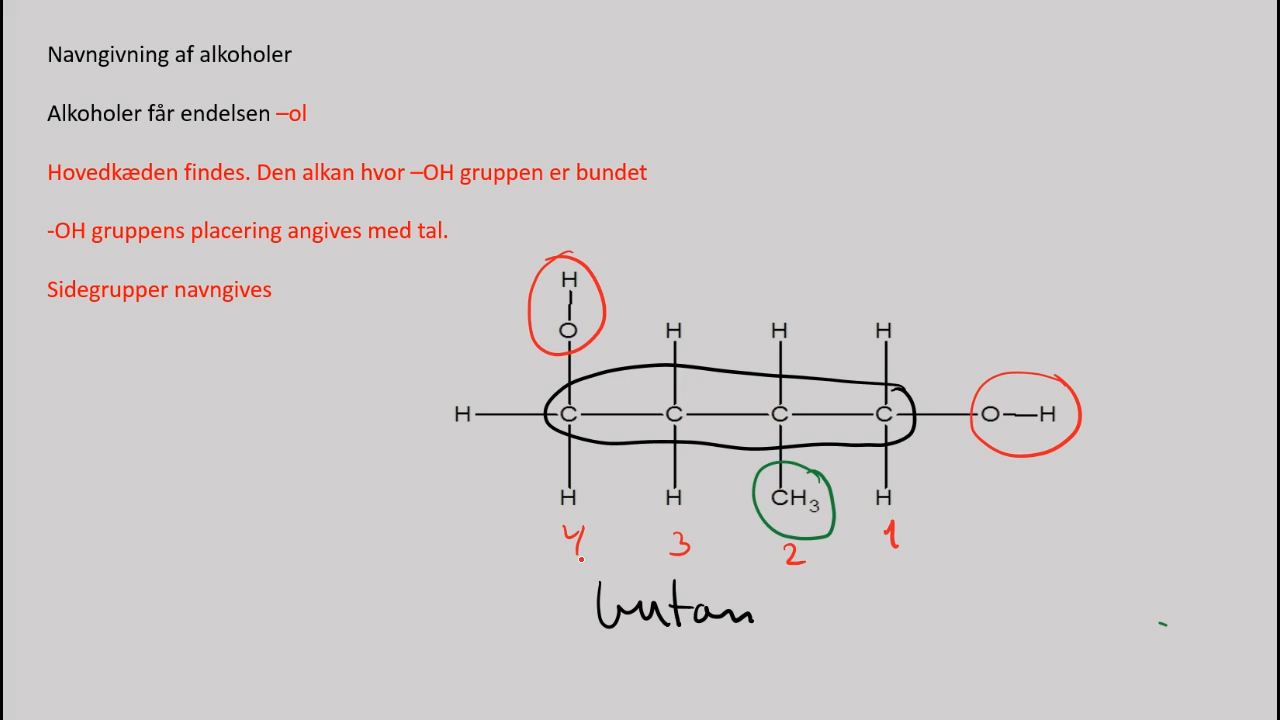 Navngivning af alkoholer
Alkoholer får endelsen –ol
Hovedkæden findes. Den alkan hvor –OH gruppen er bundet
-OH gruppens placering angives med tal.
Sidegrupper navngives
H
O H H H
H C C C C O H
H H CH3 H
4 3 2 1
butan